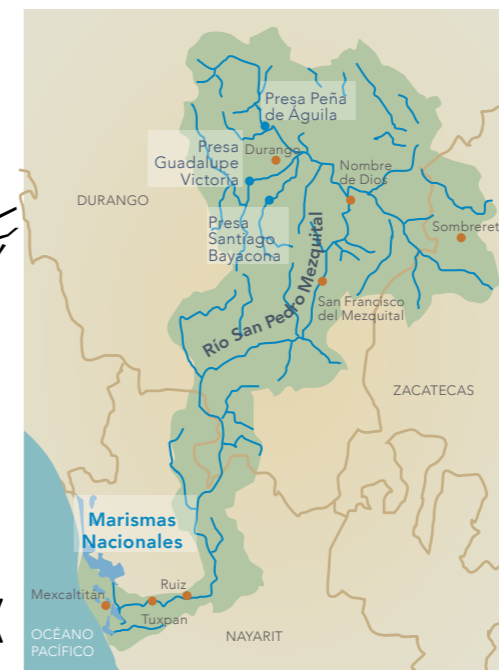 Presa Peña
de Águila
Presa
Guadalupe
Victoria
Durango
Nombre
de Dios
DURANGO
Presa
Santiago
Bayacona
Sombreret
Río San Pedro Mezquital
San Francisco
del Mezquital
ZACATECAS
Marismas
Nacionales
Ruiz
Mexcaltitán
Tuxpan
OCÉANO
PACÍFICO
NAYARIT